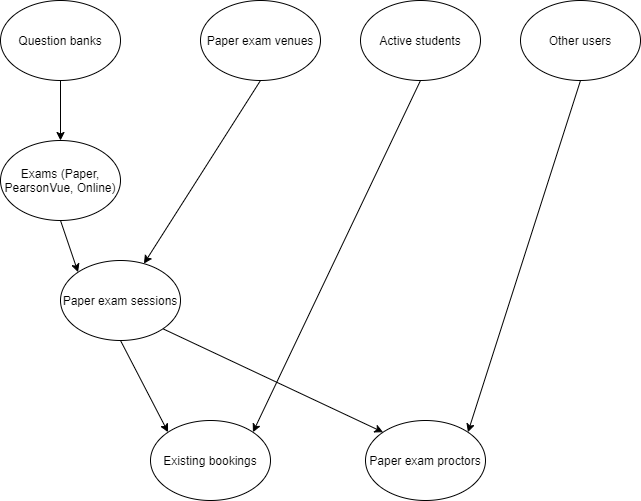 Question banks
Paper exam venues
Active students
Other users
Exams (Paper,
PearsonVue, Online)
Paper exam sessions
Existing bookings
Paper exam proctors